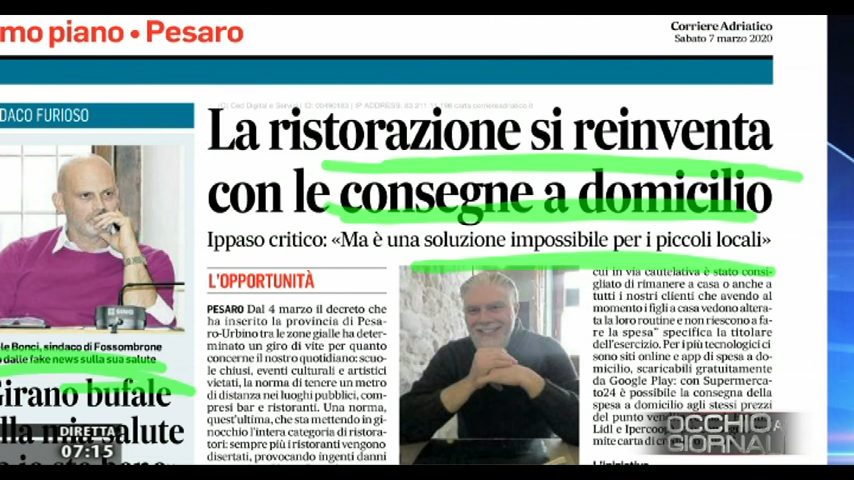 mo piano • Pesaro
Corriere Adriatico
Sabato 7 marzo 2020
DACO FURIOSO
La ristorazione si reinventa
con le consegne a domicilio
Ippaso critico: «Ma è una soluzione impossibile per i piccoli locali»
L'OPPORTUNITÀ
PESARO Dal 4 marzo il decreto che
ha inserito la provincia di Pesa-
ro-Urbino tra le zone gialle ha de-
terminato un giro di vite per quanto
concerne il nostro quotidiano: scuo-
le chiusi, eventi culturali e artistici
vietati, la norma di tenere un metro
di distanza nei luoghi pubblici, com-
presi bar e ristoranti. Una norma,
quest'ultima, che sta mettendo in gi-
nocchio l'intera categoria di ristora-
tori: sempre più i ristoranti vengono
disertati, provocando ingenti danni
cui in via cautelativa è stato consi-
gliato di rimanere a casa o anche a
tutti i nostri clienti che avendo al
momento i figli a casa vedono altera-
ta la loro routine e non riescono a fa-
re la spesa" specifica la titolare
dell'esercizio. Per i più tecnologici ci
sono siti online e app di spesa a do-
micilio, scaricabili gratuitamente
da Google Play: con Supermerca-
to24 è possibile la consegna della
spesa a domicilio agli stessi prezzi
del punto
Lidl e Ipercoop
mite carta di
le Bonci, sindaco di Fossombrone
dalle fake news sulla sua salute
Girano bufale
lla mia salute
DIRETTA
07:15
OCCHIO AI
GIORNALI